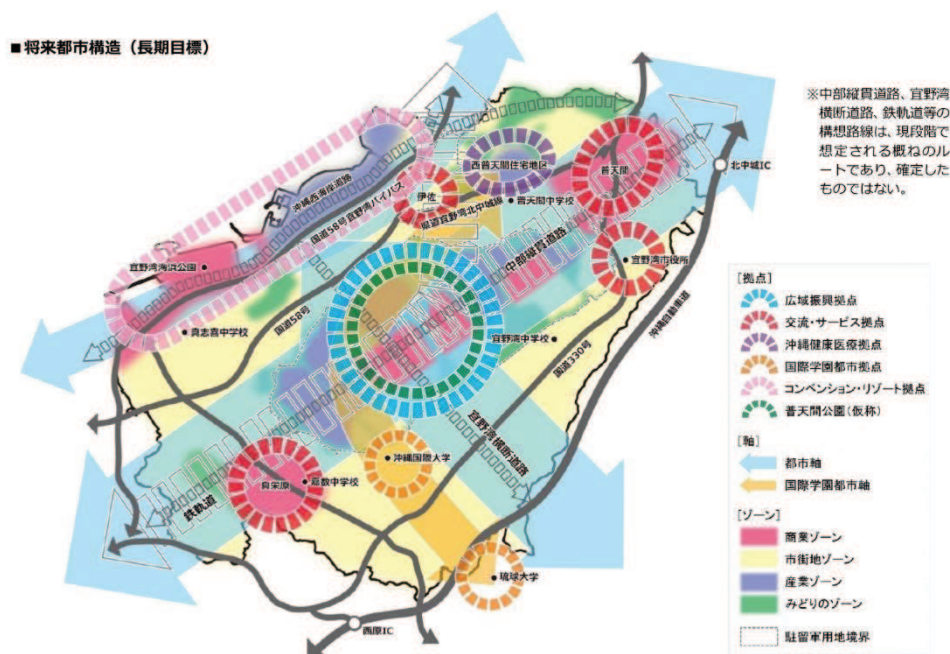 ■将来都市構造（長期目標）
※中部縦貫道路、宜野湾
横断道路、鉄軌道等の
構想路線は、現段階で
想定される概ねのル
ートであり、確定した
ものではない。
北中城IC
西普天間住宅地区
普天間
伊佐
沖縄西海岸道路
国道58号宜野湾バイパス
県道宜野湾北中城線
普天間中学校
中部縦貫道路
宜野湾市役所
宜野湾海浜公園
真志喜中学校
国道58号
宜野湾中学校
国道330号
沖縄自動車道
宜野湾横断道路
沖縄国際大学
真栄原
嘉数中学校
鉄軌道
琉球大学
西原IC
[拠点]
広域振興拠点
交流・サービス拠点
沖縄健康医療拠点
国際学園都市拠点
コンベンション・リゾート拠点
普天間公園（仮称）
[軸]
都市軸
国際学園都市軸
[ゾーン]
商業ゾーン
市街地ゾーン
産業ゾーン
みどりのゾーン
駐留軍用地境界